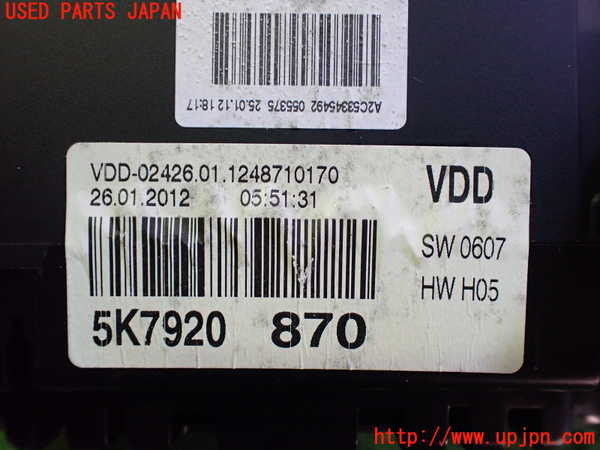 USED PARTS JAPAN
A2C53345492 055375 25.01.12 18:17
VDD-02426.01.1248710170
26.01.2012 05:51:31
VDD
SW 0607
HW H05
5K7920 870
http://www.upjpn.com/